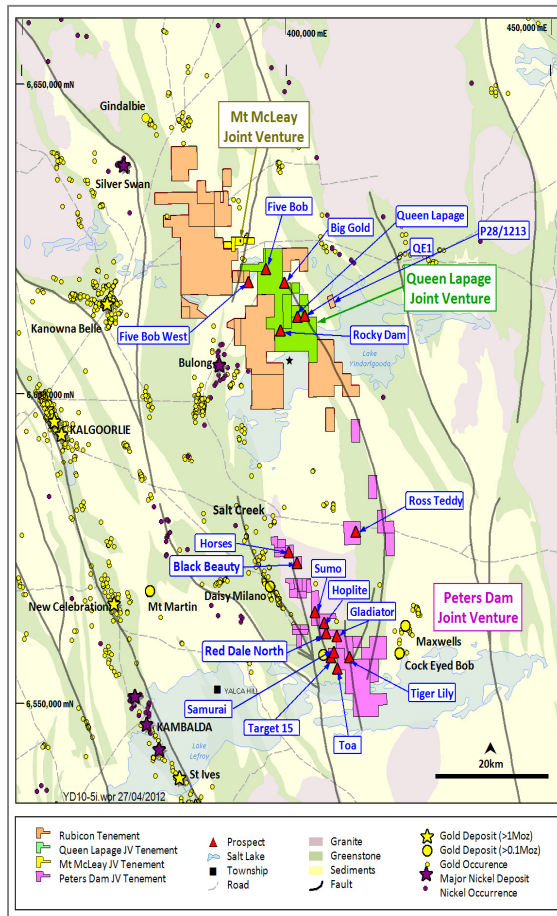 400,000 mE
450,000 mE
6,650,000 mN
Gindalbie
Mt McLeay
Joint Venture
Silver Swan
Five Bob
Big Gold
Queen Lapage
QE1
P28/1213
Queen Lapage
Joint Venture
Kanowna Belle
Five Bob West
Rocky Dam
Lake
Yindarlgooda
Bulong
KALGOORLIE
Salt Creek
Ross Teddy
Horses
Black Beauty
Sumo
Hoplite
Gladiator
Peters Dam
Joint Venture
Daisy Milano
New Celebration
Mt Martin
Red Dale North
Maxwells
Cock Eyed Bob
Samurai
YALCA HILL
Tiger Lily
6,550,000 mN
Target 15
Toa
KAMBALDA
Lake
Lefroy
St Ives
20km
YD10-5i.wor 27/04/2012
Rubicon Tenement
Queen Lapage JV Tenement
Mt McLeay JV Tenement
Peters Dam JV Tenement
Prospect
Salt Lake
Township
Road
Granite
Greenstone
Sediments
Fault
Gold Deposit (>1Moz)
Gold Deposit (>0.1Moz)
Gold Occurence
Major Nickel Deposit
Nickel Occurrence